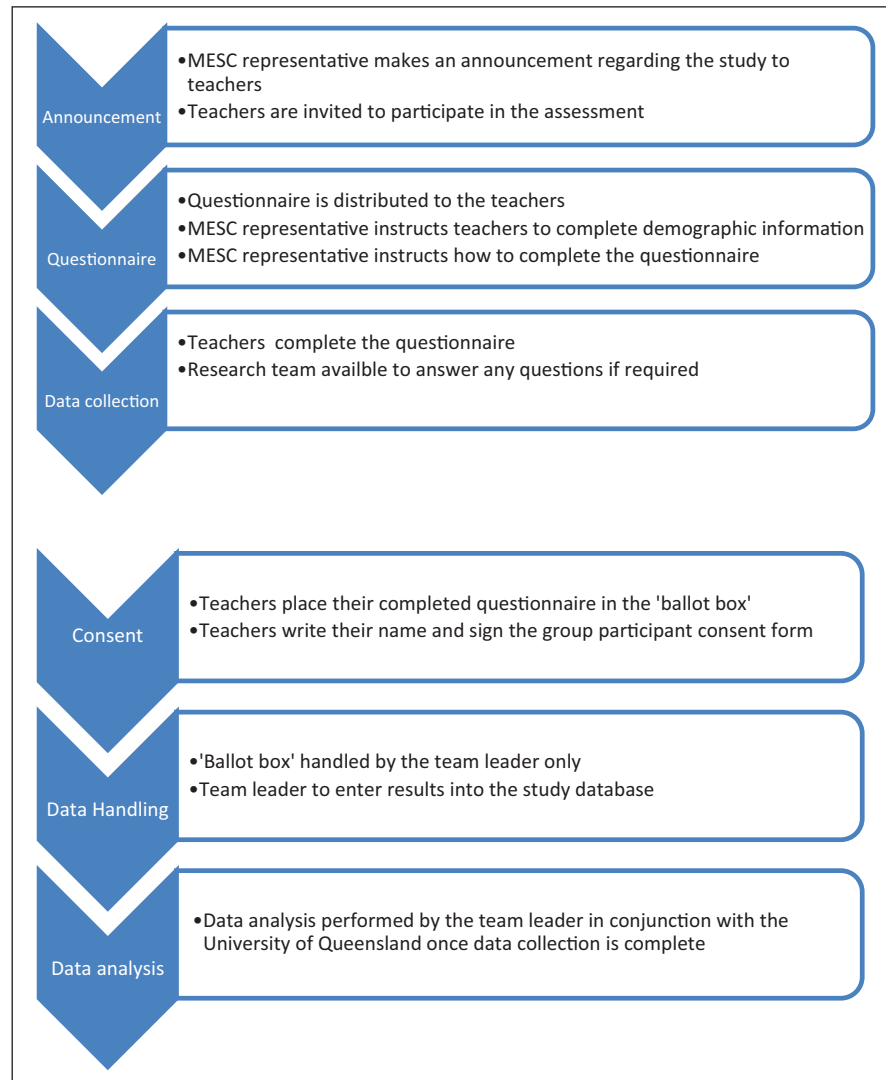 Announcement
•MESC representative makes an announcement regarding the study to
teachers
•Teachers are invited to participate in the assessment
Questionnaire
•Questionnaire is distributed to the teachers
•MESC representative instructs teachers to complete demographic information
•MESC representative instructs how to complete the questionnaire
Data collection
•Teachers complete the questionnaire
•Research team availble to answer any questions if required
Consent
•Teachers place their completed questionnaire in the 'ballot box'
•Teachers write their name and sign the group participant consent form
Data Handling
•'Ballot box' handled by the team leader only
•Team leader to enter results into the study database
Data analysis
•Data analysis performed by the team leader in conjunction with the
University of Queensland once data collection is complete